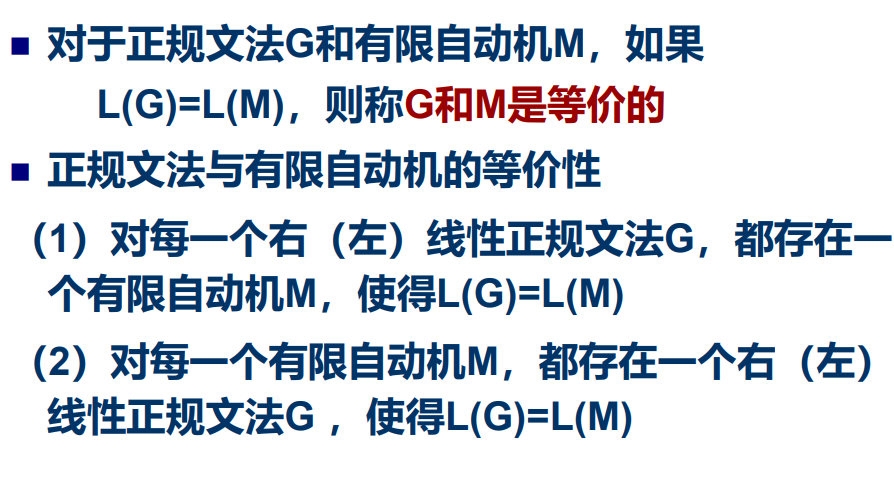 ■ 对于正规文法G和有限自动机M，如果
L(G)=L(M)，则称G和M是等价的
■ 正规文法与有限自动机的等价性
（1）对每一个右（左）线性正规文法G，都存在一
个有限自动机M，使得L(G)=L(M)
（2）对每一个有限自动机M，都存在一个右（左）
线性正规文法G ，使得L(G)=L(M)